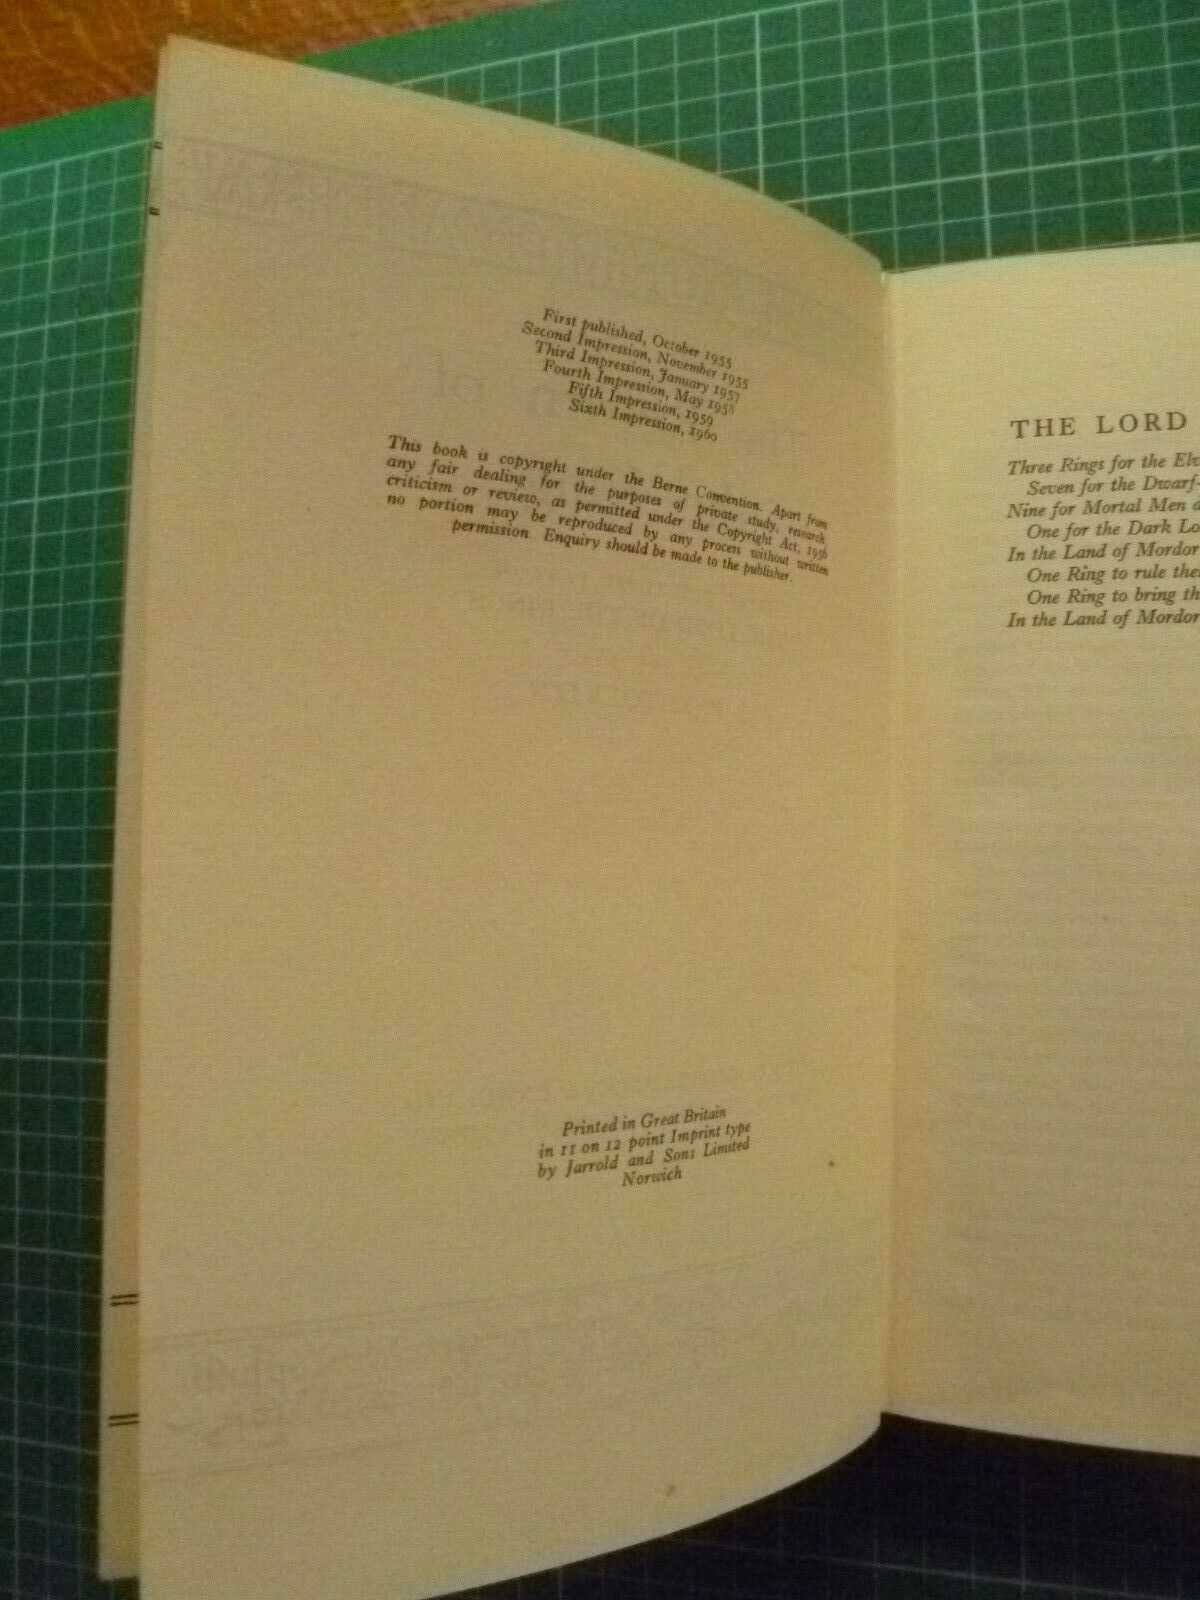 First published, October 1955
Second Impression, November 1955
Third Impression, January 1957
Fourth Impression, May 1958
Fifth Impression, 1959
Sixth Impression, 1960
This book is copyright under the Berne Convention. Apart from
any fair dealing for the purposes of private study, research
criticism or review, as permitted under the Copyright Act, 1956
no portion may be reproduced by any process without written
permission. Enquiry should be made to the publisher.
Printed in Great Britain
in 11 on 12 point Imprint type
by Jarrold and Sons Limited
Norwich
THE LORD
Three Rings for the Elv
Seven for the Dwarf-
Nine for Mortal Men
One for the Dark Lo
In the Land of Mordor
One Ring to rule the
One Ring to bring th
In the Land of Mordor